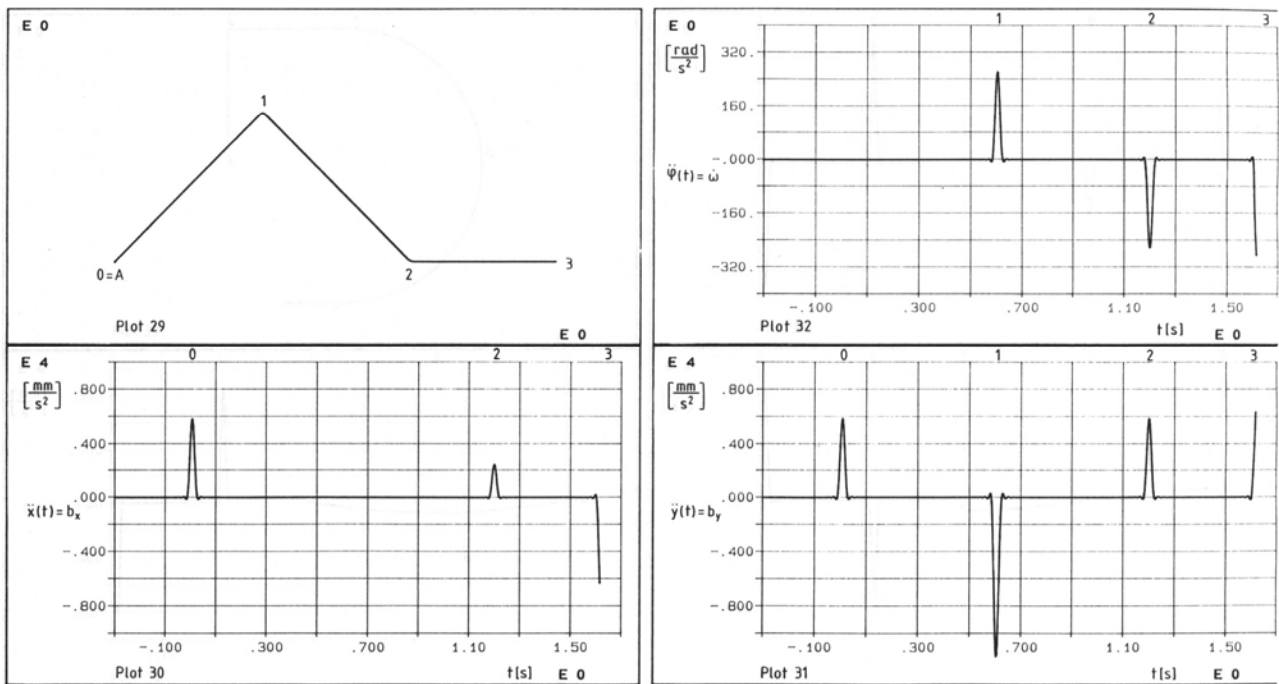 E 0
1
0=A
2
3
Plot 29
E 0
1 2 3
E 0
[rad/s²]
320.
160.
-.000
φ̈(t)=ω̇
-.160
-.320
-.100 .300 .700 1.10 1.50
Plot 32
t[s] E 0
0 2 3
E 4
[mm/s²]
.800
.400
.000
ẍ(t)=bₓ
-.400
-.800
-.100 .300 .700 1.10 1.50
Plot 30
t[s] E 0
0 1 2 3
E 4
[mm/s²]
.800
.400
.000
ÿ(t)=b_y
-.400
-.800
-.100 .300 .700 1.10 1.50
Plot 31
t[s] E 0